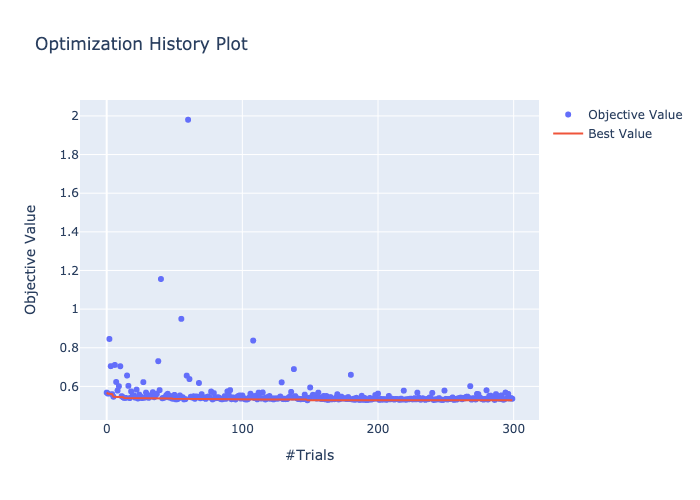 Optimization History Plot
Objective Value
Best Value
2
1.8
1.6
1.4
1.2
1
0.8
0.6
Objective Value
0
100
200
300
#Trials